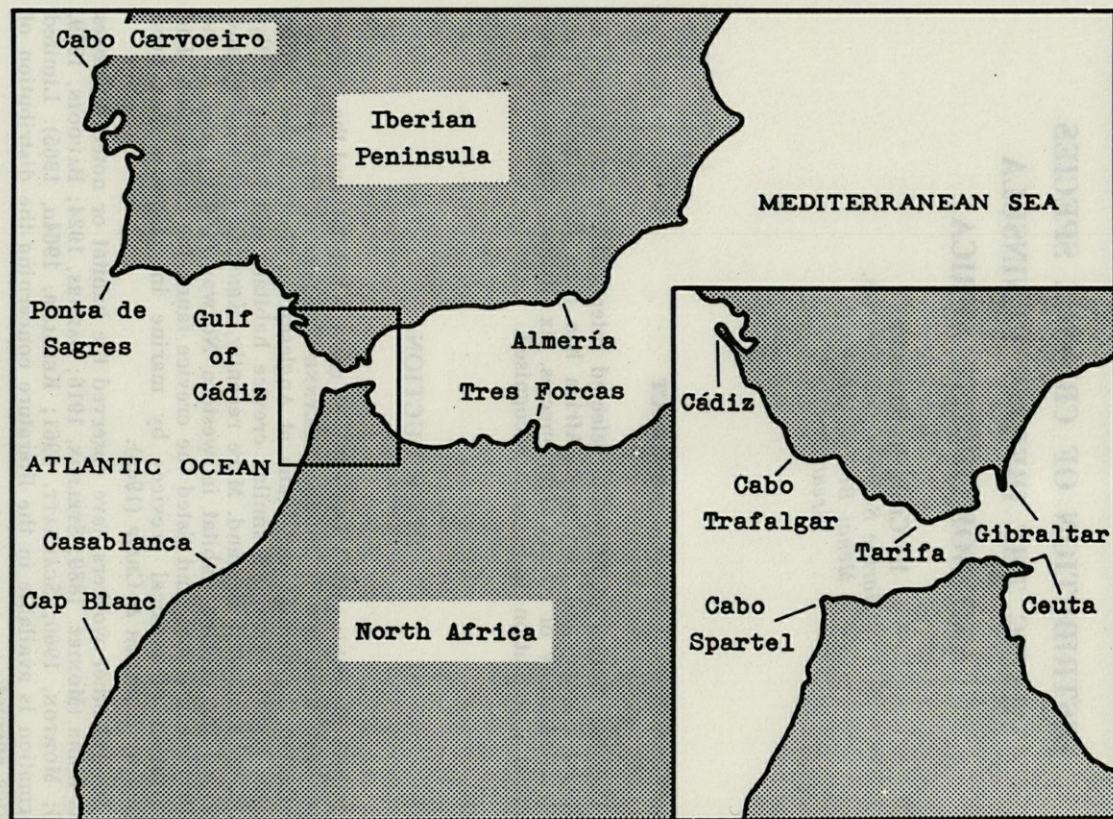 Cabo Carvoeiro
Iberian
Peninsula
MEDITERRANEAN SEA
Ponta de
Sagres
Gulf
of
Cádiz
Almería
Tres Forcas
ATLANTIC OCEAN
Casablanca
Cap Blanc
North Africa
Cádiz
Cabo
Trafalgar
Tarifa
Gibraltar
Cabo
Spartel
Ceuta